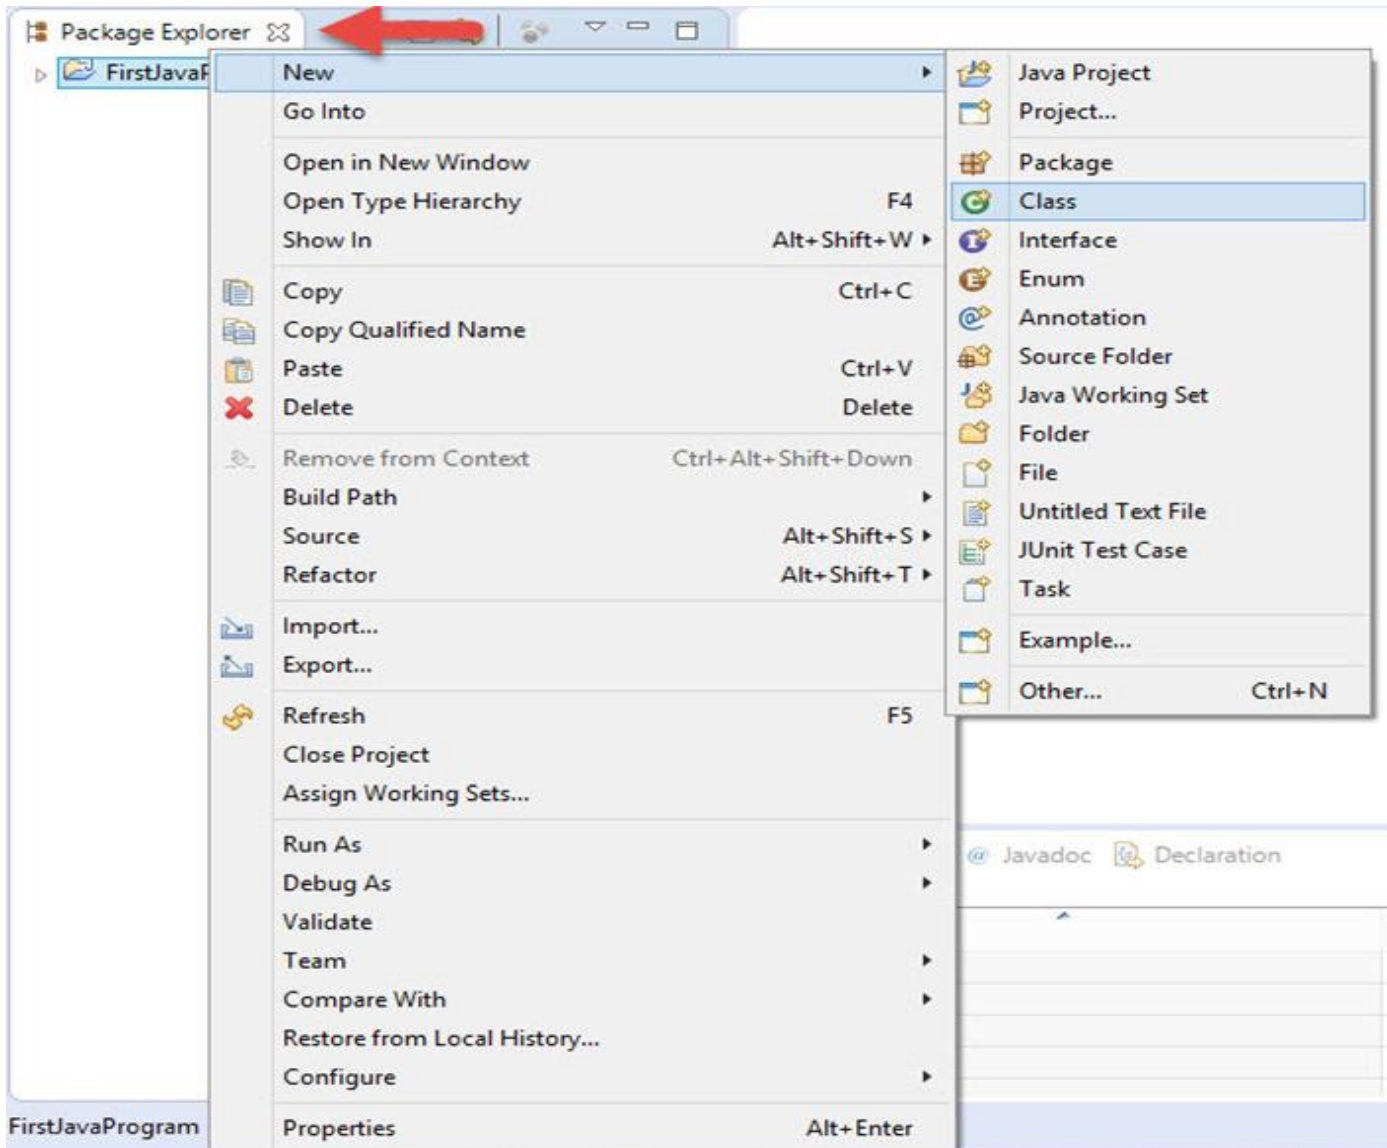 Package Explorer
FirstJavaP
New
Go Into
Open in New Window
Open Type Hierarchy F4
Show In Alt+Shift+W
Copy Ctrl+C
Copy Qualified Name
Paste Ctrl+V
Delete Delete
Remove from Context Ctrl+Alt+Shift+Down
Build Path
Source Alt+Shift+S
Refactor Alt+Shift+T
Import...
Export...
Refresh F5
Close Project
Assign Working Sets...
Run As
Debug As
Validate
Team
Compare With
Restore from Local History...
Configure
Properties Alt+Enter
Java Project
Project...
Package
Class
Interface
Enum
Annotation
Source Folder
Java Working Set
Folder
File
Untitled Text File
JUnit Test Case
Task
Example...
Other... Ctrl+N
@ Javadoc Declaration
FirstJavaProgram